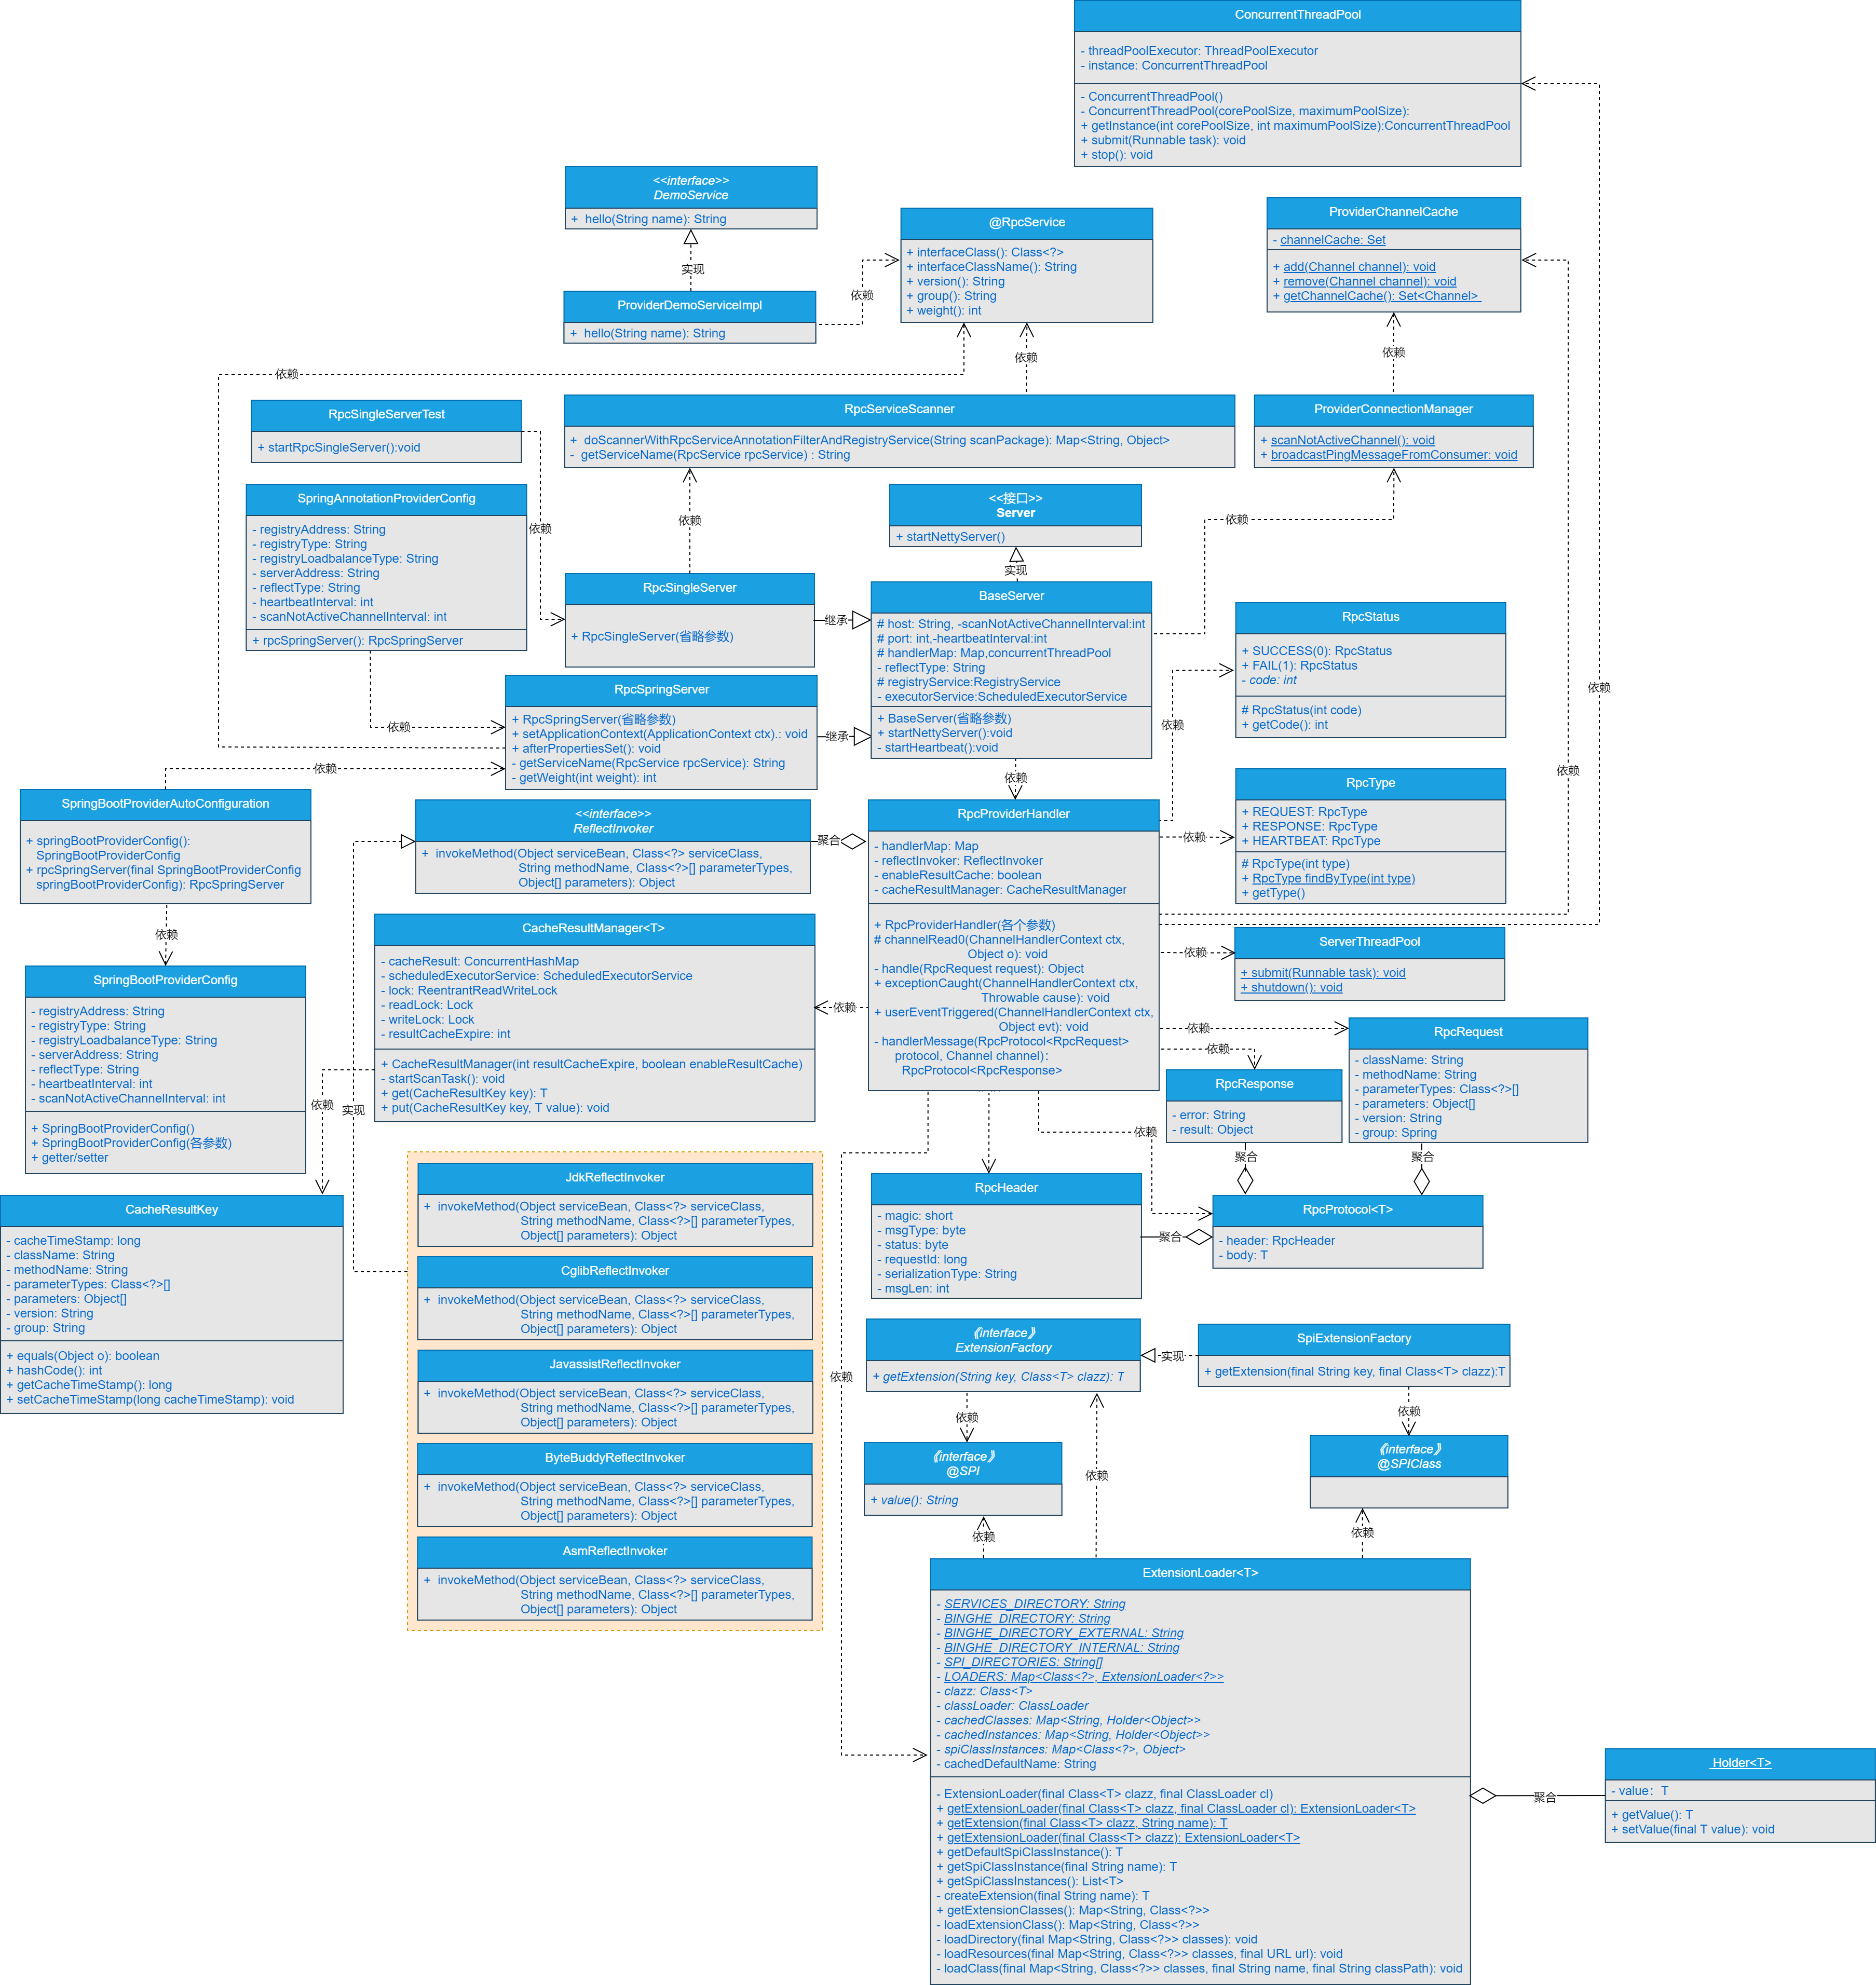 ConcurrentThreadPool
- threadPoolExecutor: ThreadPoolExecutor
- instance: ConcurrentThreadPool
- ConcurrentThreadPool()
- ConcurrentThreadPool(corePoolSize, maximumPoolSize):
+ getInstance(int corePoolSize, int maximumPoolSize):ConcurrentThreadPool
+ submit(Runnable task): void
+ stop(): void
<<interface>>
DemoService
+ hello(String name): String
实现
ProviderDemoServiceImpl
+ hello(String name): String
依赖
@RpcService
+ interfaceClass(): Class<?>
+ interfaceClassName(): String
+ version(): String
+ group(): String
+ weight(): int
ProviderChannelCache
- channelCache: Set
+ add(Channel channel): void
+ remove(Channel channel): void
+ getChannelCache(): Set<Channel>
依赖
依赖
依赖
RpcSingleServerTest
+ startRpcSingleServer():void
RpcServiceScanner
+ doScannerWithRpcServiceAnnotationFilterAndRegistryService(String scanPackage): Map<String, Object>
- getServiceName(RpcService rpcService) : String
ProviderConnectionManager
+ scanNotActiveChannel(): void
+ broadcastPingMessageFromConsumer: void
SpringAnnotationProviderConfig
- registryAddress: String
- registryType: String
- registryLoadbalanceType: String
- serverAddress: String
- reflectType: String
- heartbeatInterval: int
- scanNotActiveChannelInterval: int
+ rpcSpringServer(): RpcSpringServer
依赖
依赖
<<接口>>
Server
+ startNettyServer()
依赖
实现
RpcSingleServer
+ RpcSingleServer(省略参数)
继承
BaseServer
# host: String, -scanNotActiveChannelInterval:int
# port: int,-heartbeatInterval:int
# handlerMap: Map,concurrentThreadPool
- reflectType: String
# registryService:RegistryService
- executorService:ScheduledExecutorService
+ BaseServer(省略参数)
+ startNettyServer():void
- startHeartbeat():void
RpcStatus
+ SUCCESS(0): RpcStatus
+ FAIL(1): RpcStatus
- code: int
# RpcStatus(int code)
+ getCode(): int
依赖
依赖
RpcSpringServer
+ RpcSpringServer(省略参数)
+ setApplicationContext(ApplicationContext ctx).: void
+ afterPropertiesSet(): void
- getServiceName(RpcService rpcService): String
- getWeight(int weight): int
依赖
继承
依赖
依赖
依赖
SpringBootProviderAutoConfiguration
+ springBootProviderConfig():
SpringBootProviderConfig
+ rpcSpringServer(final SpringBootProviderConfig
springBootProviderConfig): RpcSpringServer
<<interface>>
ReflectInvoker
+ invokeMethod(Object serviceBean, Class<?> serviceClass,
String methodName, Class<?>[] parameterTypes,
Object[] parameters): Object
聚合
RpcProviderHandler
- handlerMap: Map
- reflectInvoker: ReflectInvoker
- enableResultCache: boolean
- cacheResultManager: CacheResultManager
+ RpcProviderHandler(各个参数)
# channelRead0(ChannelHandlerContext ctx,
Object o): void
- handle(RpcRequest request): Object
+ exceptionCaught(ChannelHandlerContext ctx,
Throwable cause): void
+ userEventTriggered(ChannelHandlerContext ctx,
Object evt): void
- handlerMessage(RpcProtocol<RpcRequest>
protocol, Channel channel)：
RpcProtocol<RpcResponse>
依赖
RpcType
+ REQUEST: RpcType
+ RESPONSE: RpcType
+ HEARTBEAT: RpcType
# RpcType(int type)
+ RpcType findByType(int type)
+ getType()
依赖
CacheResultManager<T>
- cacheResult: ConcurrentHashMap
- scheduledExecutorService: ScheduledExecutorService
- lock: ReentrantReadWriteLock
- readLock: Lock
- writeLock: Lock
- resultCacheExpire: int
+ CacheResultManager(int resultCacheExpire, boolean enableResultCache)
- startScanTask(): void
+ get(CacheResultKey key): T
+ put(CacheResultKey key, T value): void
依赖
依赖
ServerThreadPool
+ submit(Runnable task): void
+ shutdown(): void
SpringBootProviderConfig
- registryAddress: String
- registryType: String
- registryLoadbalanceType: String
- serverAddress: String
- reflectType: String
- heartbeatInterval: int
- scanNotActiveChannelInterval: int
+ SpringBootProviderConfig()
+ SpringBootProviderConfig(各参数)
+ getter/setter
依赖
依赖
RpcRequest
- className: String
- methodName: String
- parameterTypes: Class<?>[]
- parameters: Object[]
- version: String
- group: Spring
RpcResponse
- error: String
- result: Object
依赖
实现
依赖
聚合
聚合
JdkReflectInvoker
+ invokeMethod(Object serviceBean, Class<?> serviceClass,
String methodName, Class<?>[] parameterTypes,
Object[] parameters): Object
CglibReflectInvoker
+ invokeMethod(Object serviceBean, Class<?> serviceClass,
String methodName, Class<?>[] parameterTypes,
Object[] parameters): Object
JavassistReflectInvoker
+ invokeMethod(Object serviceBean, Class<?> serviceClass,
String methodName, Class<?>[] parameterTypes,
Object[] parameters): Object
ByteBuddyReflectInvoker
+ invokeMethod(Object serviceBean, Class<?> serviceClass,
String methodName, Class<?>[] parameterTypes,
Object[] parameters): Object
AsmReflectInvoker
+ invokeMethod(Object serviceBean, Class<?> serviceClass,
String methodName, Class<?>[] parameterTypes,
Object[] parameters): Object
CacheResultKey
- cacheTimeStamp: long
- className: String
- methodName: String
- parameterTypes: Class<?>[]
- parameters: Object[]
- version: String
- group: String
+ equals(Object o): boolean
+ hashCode(): int
+ getCacheTimeStamp(): long
+ setCacheTimeStamp(long cacheTimeStamp): void
RpcHeader
- magic: short
- msgType: byte
- status: byte
- requestId: long
- serializationType: String
- msgLen: int
聚合
RpcProtocol<T>
- header: RpcHeader
- body: T
《interface》
ExtensionFactory
+ getExtension(String key, Class<T> clazz): T
实现
SpiExtensionFactory
+ getExtension(final String key, final Class<T> clazz):T
依赖
依赖
依赖
《interface》
@SPI
+ value(): String
依赖
《interface》
@SPIClass
依赖
依赖
ExtensionLoader<T>
- SERVICES_DIRECTORY: String
- BINGHE_DIRECTORY: String
- BINGHE_DIRECTORY_EXTERNAL: String
- BINGHE_DIRECTORY_INTERNAL: String
- SPI_DIRECTORIES: String[]
- LOADERS: Map<Class<?>, ExtensionLoader<?>>
- clazz: Class<T>
- classLoader: ClassLoader
- cachedClasses: Map<String, Holder<Object>>
- cachedInstances: Map<String, Holder<Object>>
- spiClassInstances: Map<Class<?>, Object>
- cachedDefaultName: String
- ExtensionLoader(final Class<T> clazz, final ClassLoader cl)
+ getExtensionLoader(final Class<T> clazz, final ClassLoader cl): ExtensionLoader<T>
+ getExtension(final Class<T> clazz, String name): T
+ getExtensionLoader(final Class<T> clazz): ExtensionLoader<T>
+ getDefaultSpiClassInstance(): T
+ getSpiClassInstance(final String name): T
+ getSpiClassInstances(): List<T>
- createExtension(final String name): T
+ getExtensionClasses(): Map<String, Class<?>>
- loadExtensionClass(): Map<String, Class<?>>
- loadDirectory(final Map<String, Class<?>> classes): void
- loadResources(final Map<String, Class<?>> classes, final URL url): void
- loadClass(final Map<String, Class<?>> classes, final String name, final String classPath): void
聚合
Holder<T>
- value： T
+ getValue(): T
+ setValue(final T value): void